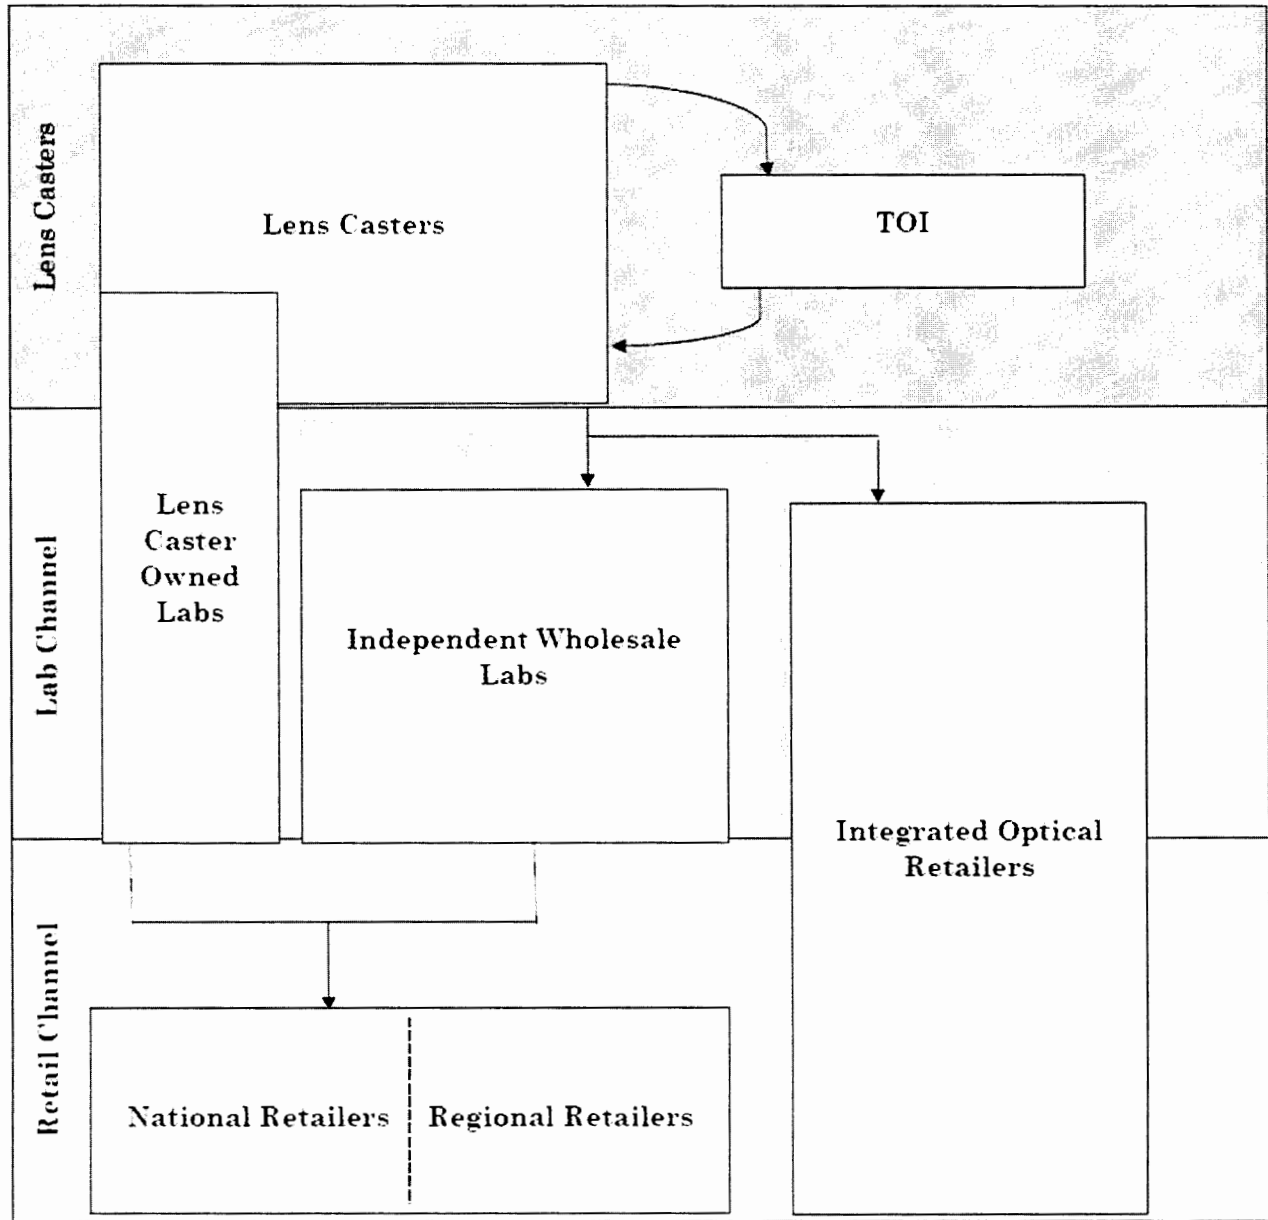 Lens Casters
Lens Casters
TOI
Lab Channel
Lens
Caster
Owned
Labs
Independent Wholesale
Labs
Integrated Optical
Retailers
Retail Channel
National Retailers
Regional Retailers